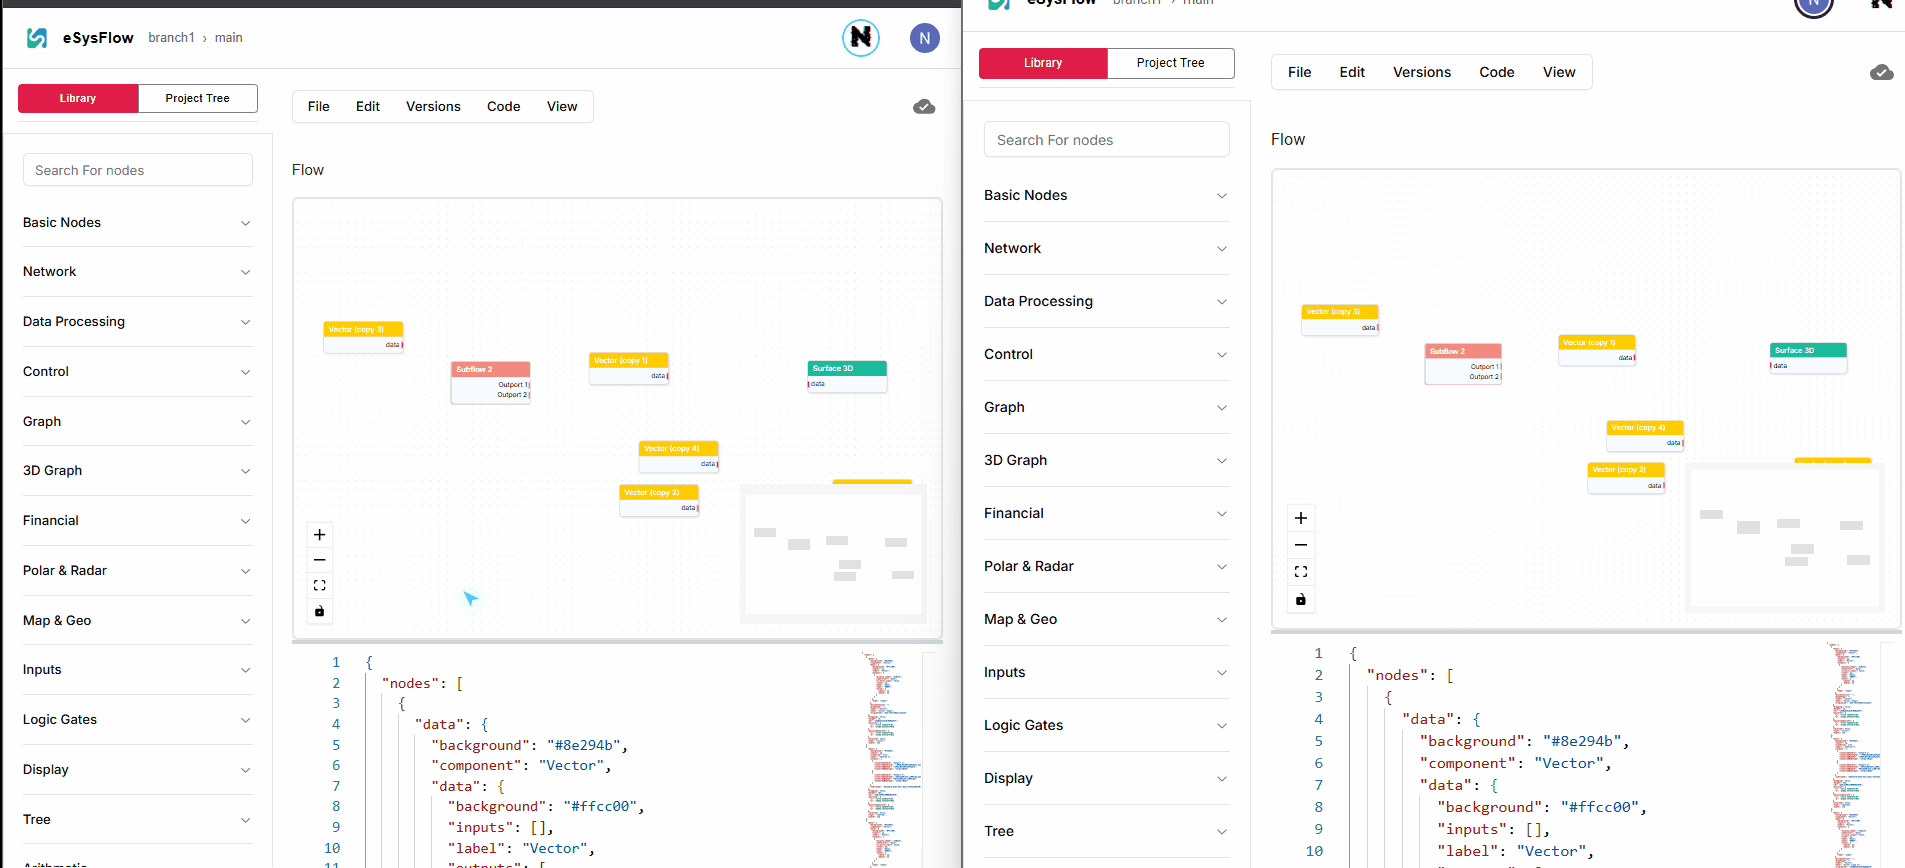 eSysFlow branch1 › main
N N
Library Project Tree
File Edit Versions Code View
Search For nodes
Flow
Basic Nodes
Network
Data Processing
Control
Graph
3D Graph
Financial
Polar & Radar
Map & Geo
Inputs
Logic Gates
Display
Tree
Arithmetic
Vector (copy 3)
data
Subflow 2
Outport 1
Outport 2
Vector (copy 1)
data
Surface 3D
data
Vector (copy 4)
data
Vector (copy 2)
data
1 {
2 "nodes": [
3 {
4 "data": {
5 "background": "#8e294b",
6 "component": "Vector",
7 "data": {
8 "background": "#ffcc00",
9 "inputs": [],
10 "label": "Vector",
11 "outputs": [
eSysFlow branch1 › main
N
Library Project Tree
File Edit Versions Code View
Search For nodes
Flow
Basic Nodes
Network
Data Processing
Control
Graph
3D Graph
Financial
Polar & Radar
Map & Geo
Inputs
Logic Gates
Display
Tree
Vector (copy 3)
data
Subflow 2
Outport 1
Outport 2
Vector (copy 1)
data
Surface 3D
data
Vector (copy 4)
data
Vector (copy 2)
data
1 {
2 "nodes": [
3 {
4 "data": {
5 "background": "#8e294b",
6 "component": "Vector",
7 "data": {
8 "background": "#ffcc00",
9 "inputs": [],
10 "label": "Vector",